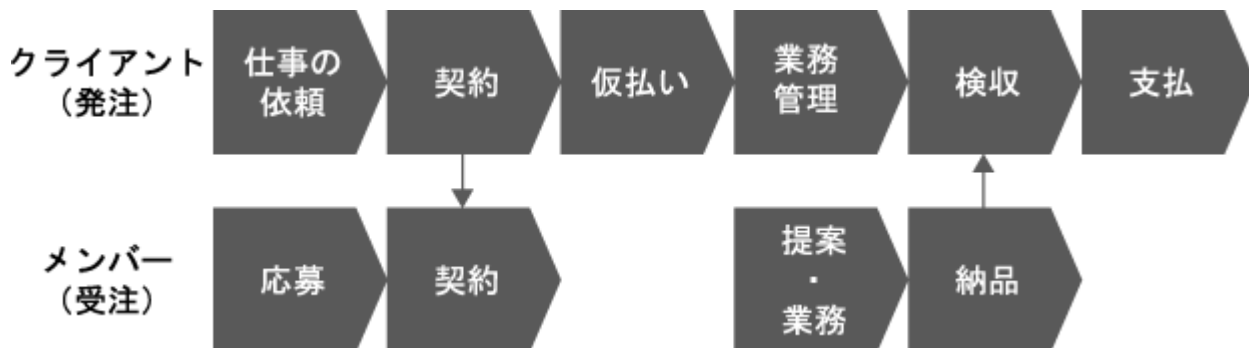 クライアント
（発注）
仕事の
依頼
契約
仮払い
業務
管理
検収
支払
メンバー
（受注）
応募
契約
提案
・
業務
納品